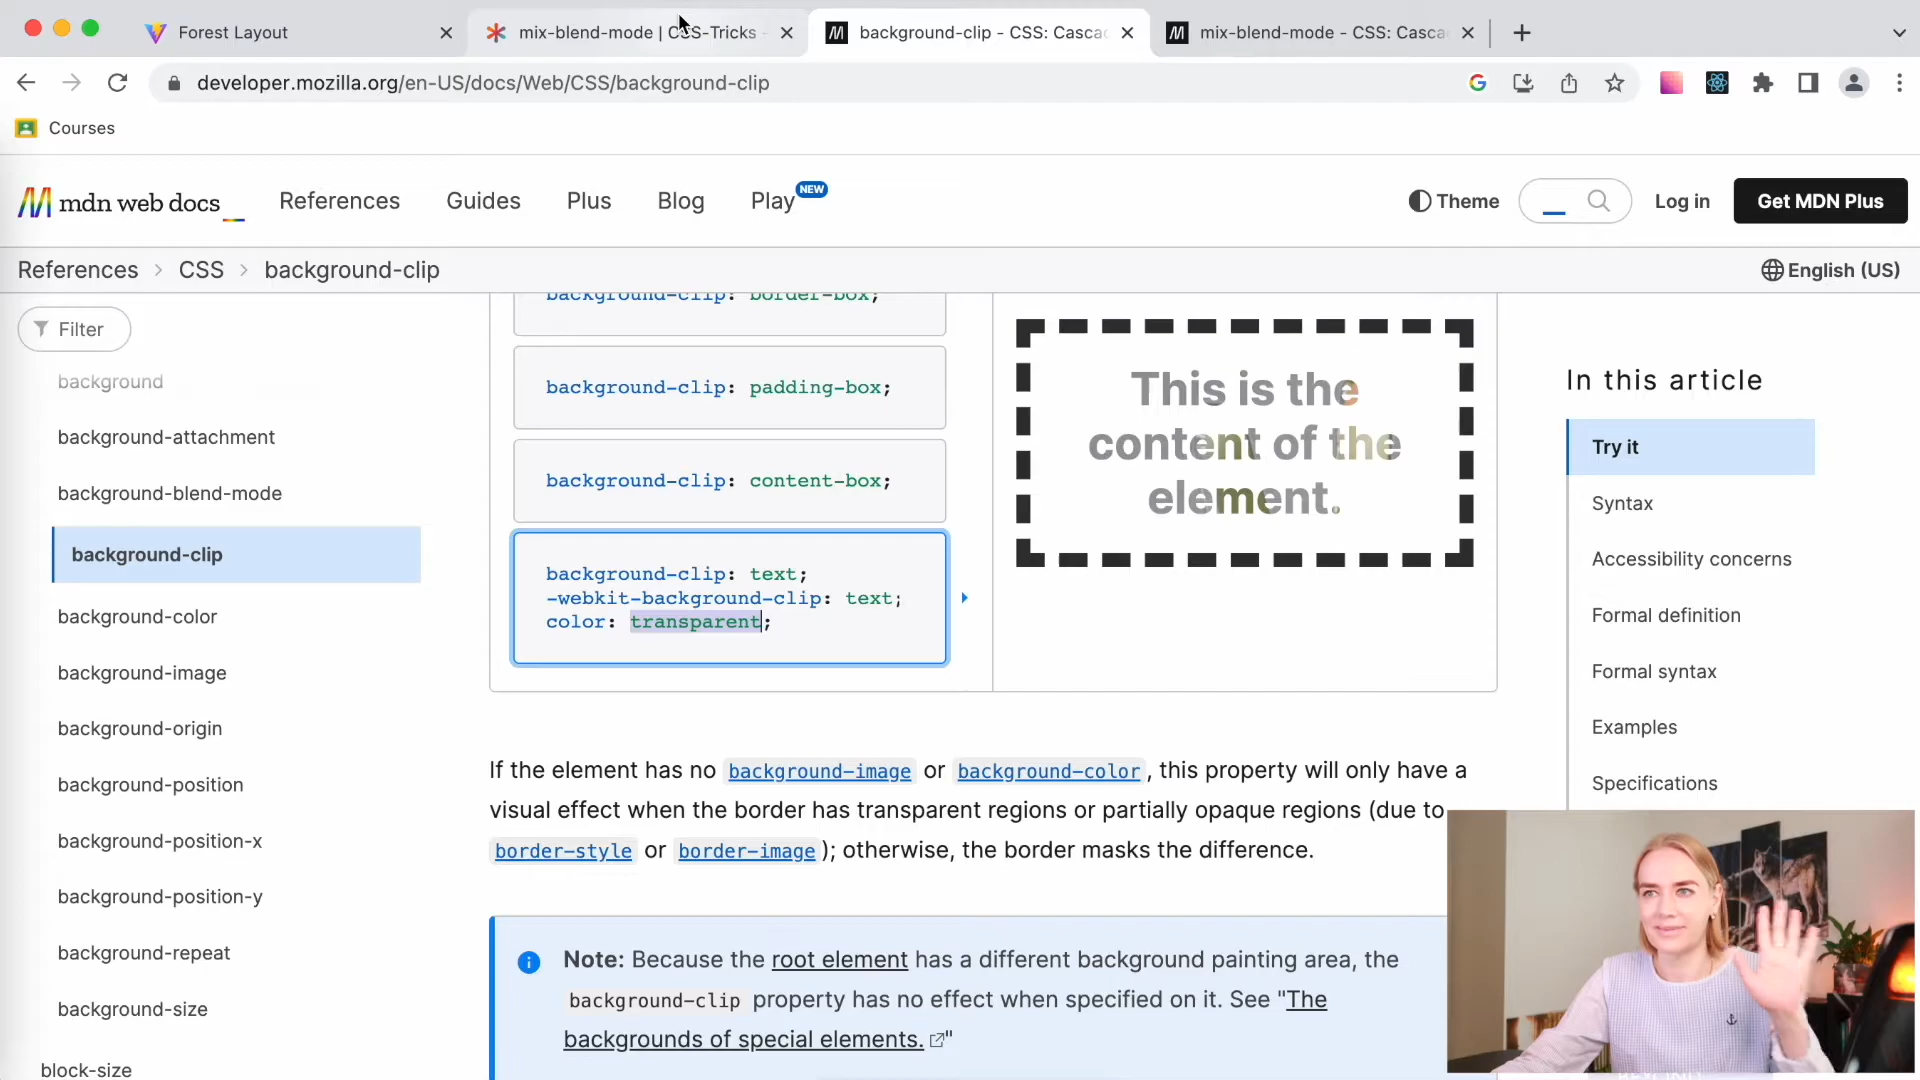 Forest Layout
mix-blend-mode | CSS-Tricks -
background-clip - CSS: Casca
mix-blend-mode - CSS: Casca
developer.mozilla.org/en-US/docs/Web/CSS/background-clip
Courses
mdn web docs
References
Guides
Plus
Blog
Play
NEW
Theme
Log in
Get MDN Plus
References > CSS > background-clip
English (US)
Filter
background
background-attachment
background-blend-mode
background-clip
background-color
background-image
background-origin
background-position
background-position-x
background-position-y
background-repeat
background-size
block-size
background-clip: border-box;
background-clip: padding-box;
background-clip: content-box;
background-clip: text;
-webkit-background-clip: text;
color: transparent;
This is the
content of the
element.
If the element has no background-image or background-color, this property will only have a
visual effect when the border has transparent regions or partially opaque regions (due to
border-style or border-image); otherwise, the border masks the difference.
Note: Because the root element has a different background painting area, the
background-clip property has no effect when specified on it. See "The
backgrounds of special elements."
In this article
Try it
Syntax
Accessibility concerns
Formal definition
Formal syntax
Examples
Specifications